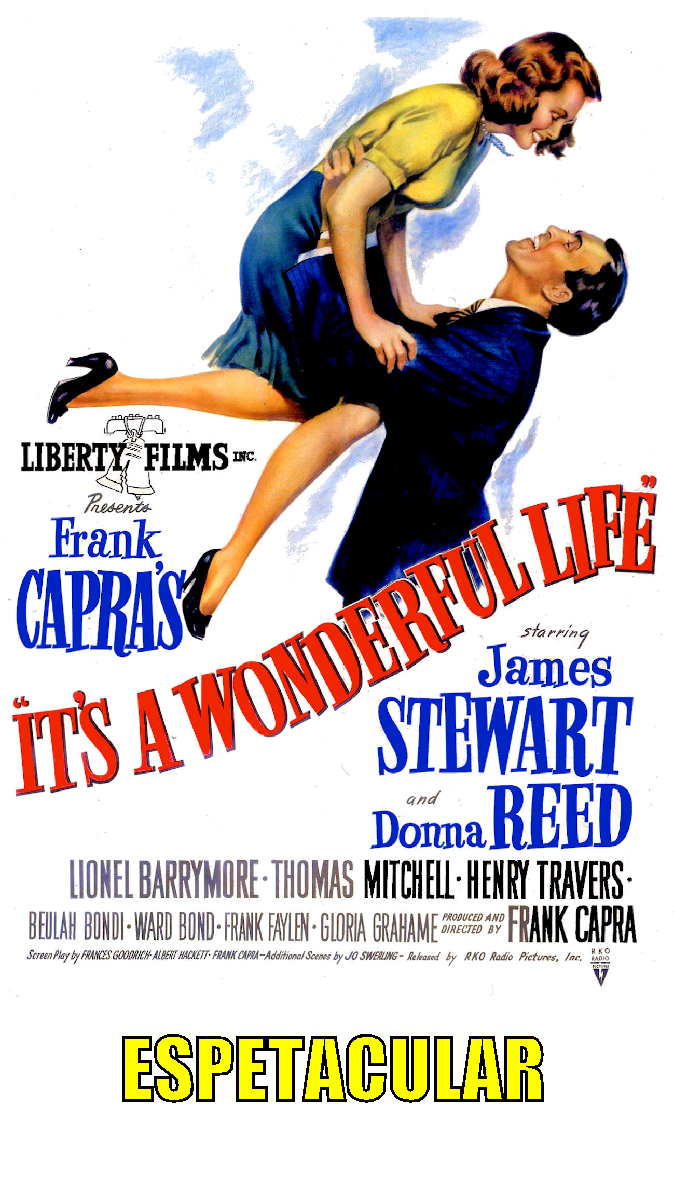 LIBERTY FILMS INC.
Presents
Frank
CAPRA'S
"IT'S A WONDERFUL LIFE"
starring
James
STEWART
and
Donna REED
LIONEL BARRYMORE · THOMAS MITCHELL · HENRY TRAVERS ·
BEULAH BONDI · WARD BOND · FRANK FAYLEN · GLORIA GRAHAME PRODUCED AND DIRECTED BY FRANK CAPRA
Screen Play by FRANCES GOODRICH · ALBERT HACKETT · FRANK CAPRA — Additional Scenes by JO SWERLING - Released by RKO Radio Pictures, Inc.
RKO
RADIO
PICTURES
ESPETACULAR